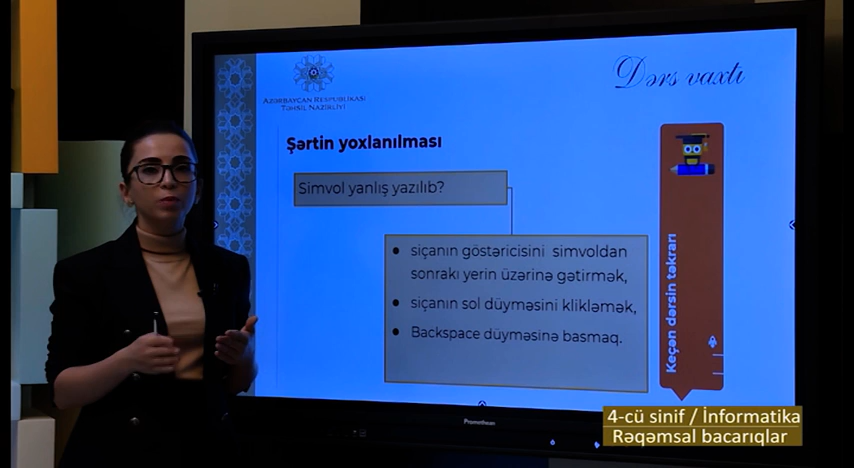 Dərs vaxtı
AZƏRBAYCAN RESPUBLİKASI
TƏHSİL NAZİRLİYİ
Şərtin yoxlanılması
Simvol yanlış yazılıb?
• siçanın göstəricisini simvoldan
sonrakı yerin üzərinə gətirmək,
• siçanın sol düyməsini klikləmək,
• Backspace düyməsinə basmaq.
Keçən dərsin təkrarı
Promethean
4-cü sinif / İnformatika
Rəqəmsal bacarıqlar